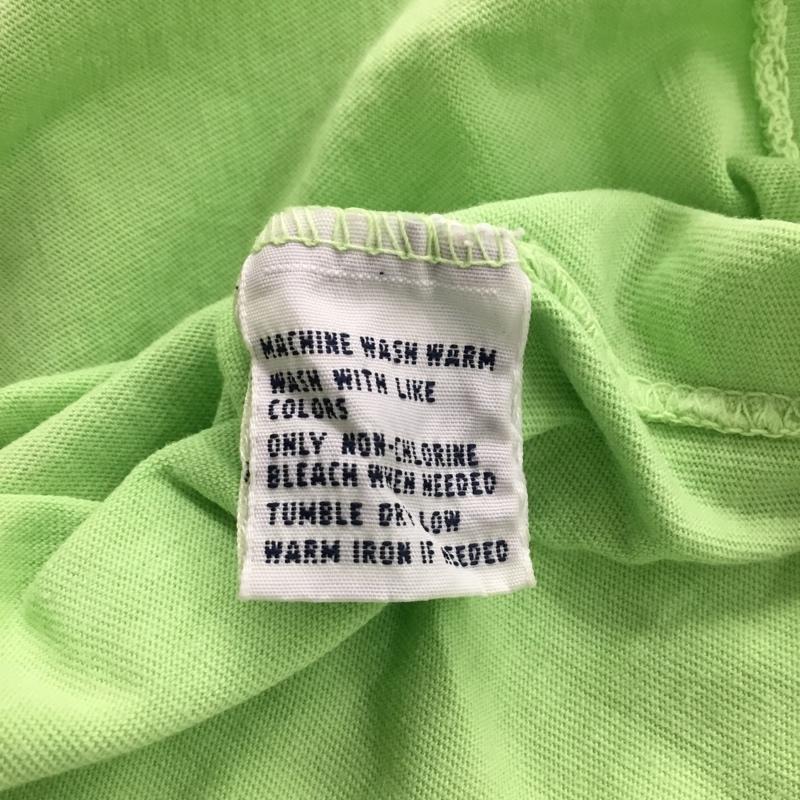 MACHINE WASH WARM
WASH WITH LIKE
COLORS
ONLY NON-CHLORINE
BLEACH WHEN NEEDED
TUMBLE DRY LOW
WARM IRON IF NEEDED